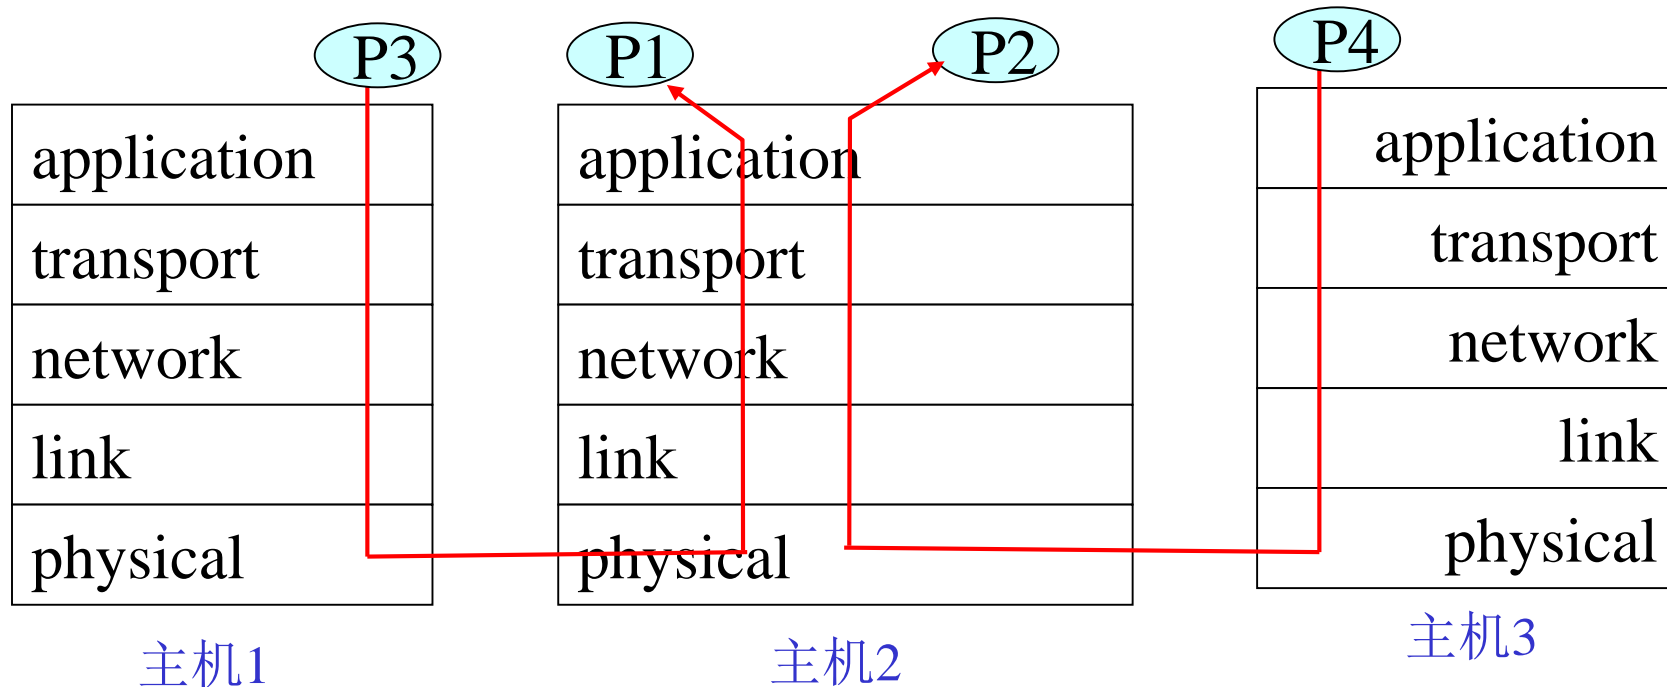 P3
P1
P2
P4
application
transport
network
link
physical
主机1
application
transport
network
link
physical
主机2
application
transport
network
link
physical
主机3